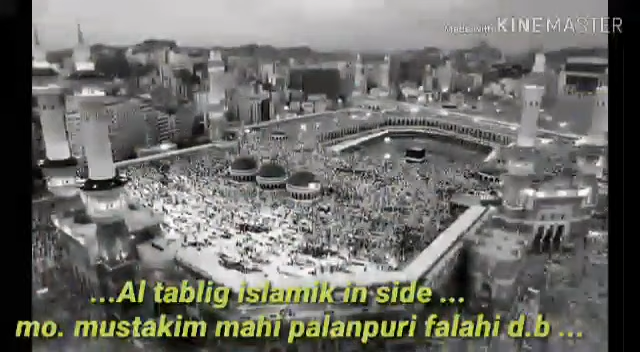 Made with KINEMASTER
...Al tablig islamik in side ...
mo. mustakim mahi palanpuri falahi d.b ...